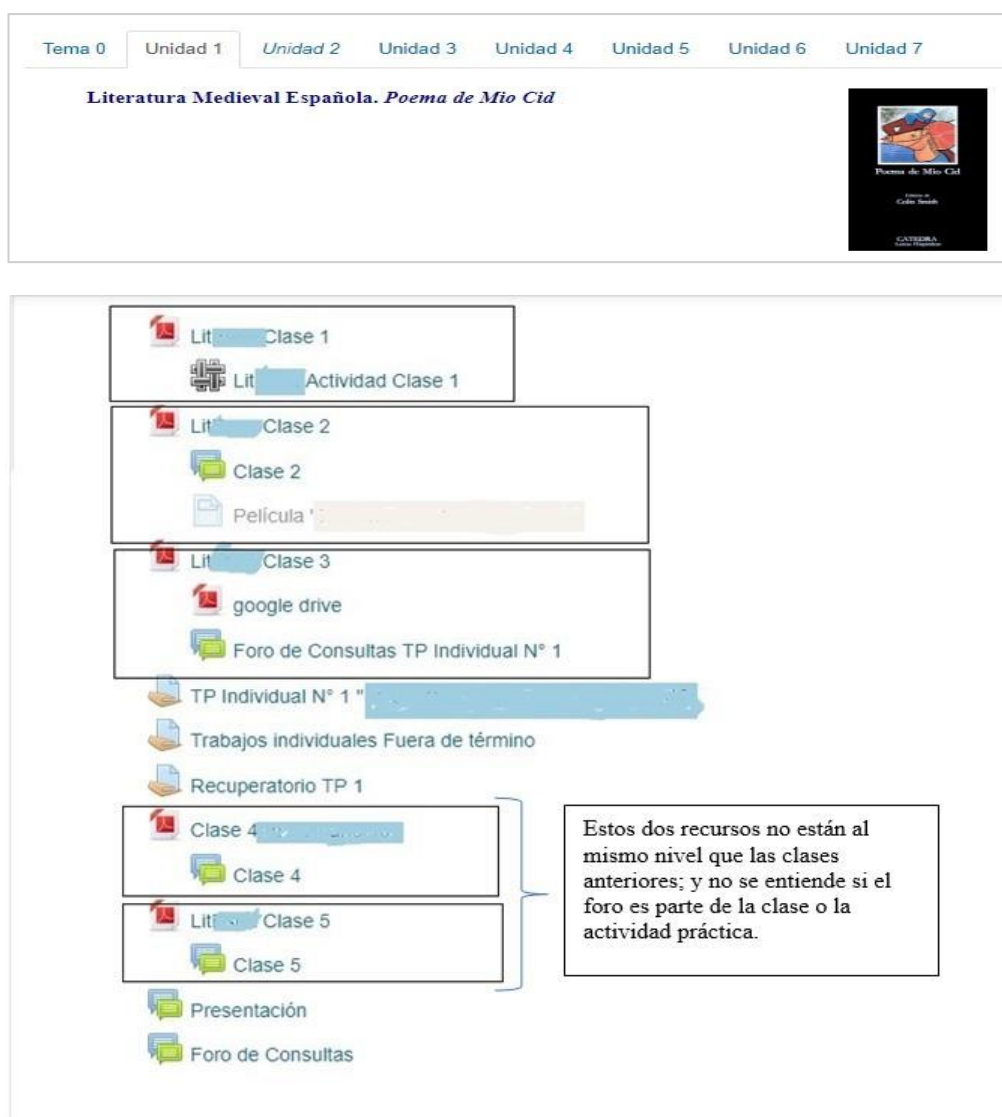 Tema 0 Unidad 1 Unidad 2 Unidad 3 Unidad 4 Unidad 5 Unidad 6 Unidad 7
Literatura Medieval Española. Poema de Mio Cid
Poema de Mio Cid
Edición de
Colin Smith
CATEDRA
Letras Hispánicas
Lit Clase 1
Lit Actividad Clase 1
Lit Clase 2
Clase 2
Película "
Lit Clase 3
google drive
Foro de Consultas TP Individual N° 1
TP Individual N° 1 "
Trabajos individuales Fuera de término
Recuperatorio TP 1
Clase 4
Clase 4
Lit Clase 5
Clase 5
Presentación
Foro de Consultas
Estos dos recursos no están al
mismo nivel que las clases
anteriores; y no se entiende si el
foro es parte de la clase o la
actividad práctica.